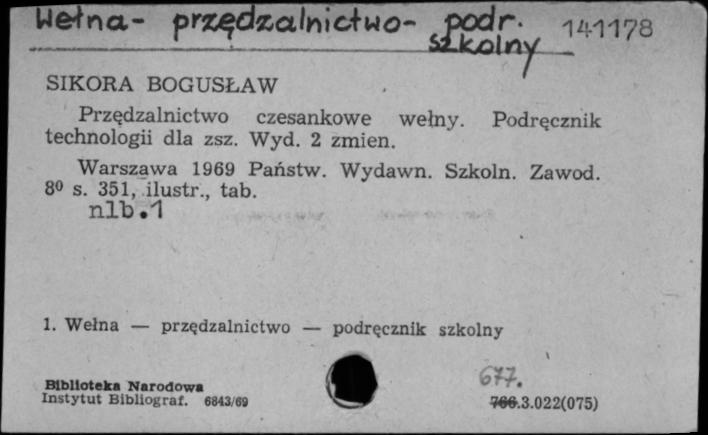 Wełna - przędzalnictwo - podr. 141178
szkolny
SIKORA BOGUSŁAW
Przędzalnictwo czesankowe wełny. Podręcznik
technologii dla zsz. Wyd. 2 zmien.
Warszawa 1969 Państw. Wydawn. Szkoln. Zawod.
8⁰ s. 351, ilustr., tab.
nlb.1
1. Wełna — przędzalnictwo — podręcznik szkolny
677.
Biblioteka Narodowa
Instytut Bibliograf. 6843/69 766.3.022(075)